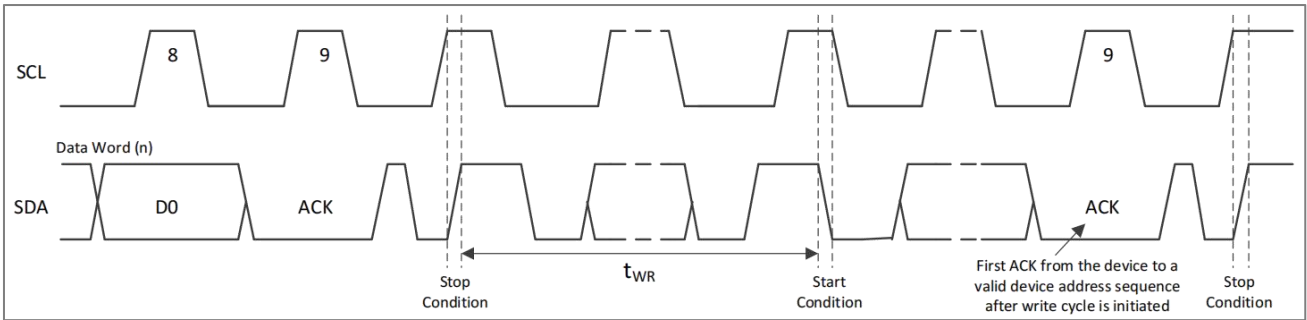 SCL
8
9
9
Data Word (n)
SDA
D0
ACK
ACK
tWR
Stop
Condition
Start
Condition
First ACK from the device to a
valid device address sequence
after write cycle is initiated
Stop
Condition